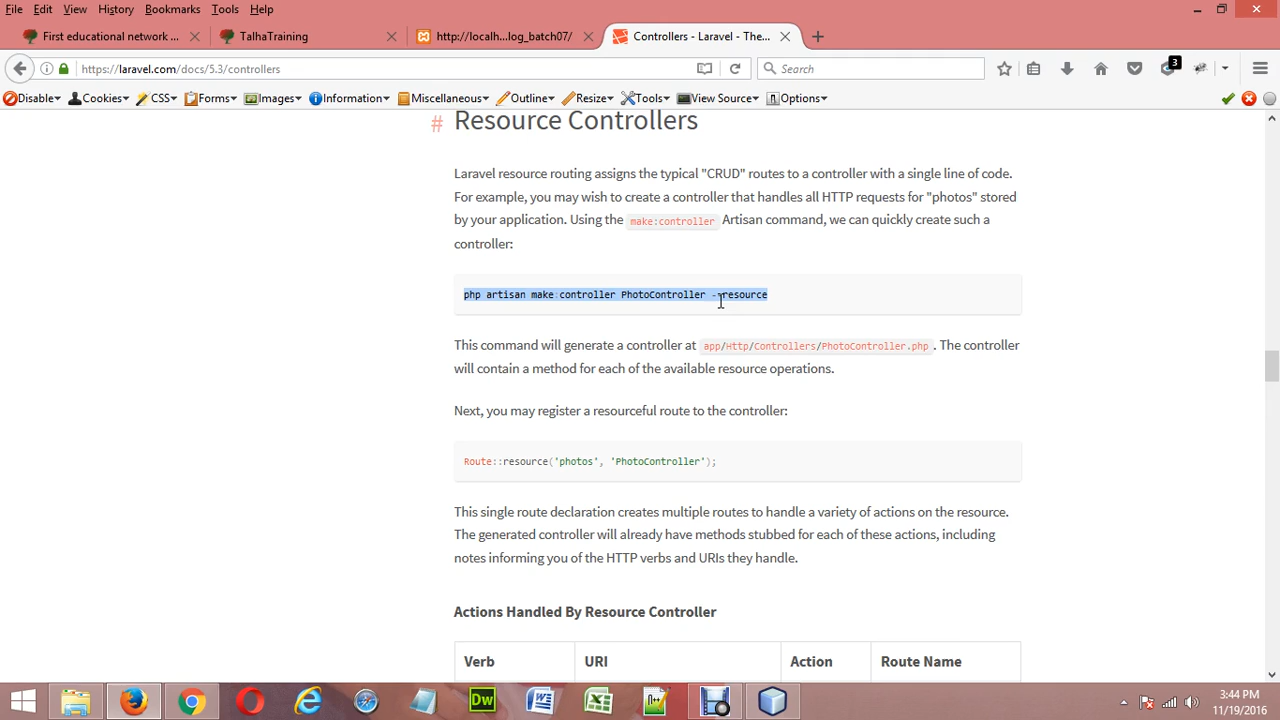 File Edit View History Bookmarks Tools Help
First educational network ... TalhaTraining http://localh...log_batch07/ Controllers - Laravel - The...
https://laravel.com/docs/5.3/controllers Search 3
Disable Cookies CSS Forms Images Information Miscellaneous Outline Resize Tools View Source Options
# Resource Controllers
Laravel resource routing assigns the typical "CRUD" routes to a controller with a single line of code.
For example, you may wish to create a controller that handles all HTTP requests for "photos" stored
by your application. Using the make:controller Artisan command, we can quickly create such a
controller:
php artisan make:controller PhotoController --resource
This command will generate a controller at app/Http/Controllers/PhotoController.php. The controller
will contain a method for each of the available resource operations.
Next, you may register a resourceful route to the controller:
Route::resource('photos', 'PhotoController');
This single route declaration creates multiple routes to handle a variety of actions on the resource.
The generated controller will already have methods stubbed for each of these actions, including
notes informing you of the HTTP verbs and URIs they handle.
Actions Handled By Resource Controller
Verb URI Action Route Name
Dw W X N++
3:44 PM
11/19/2016